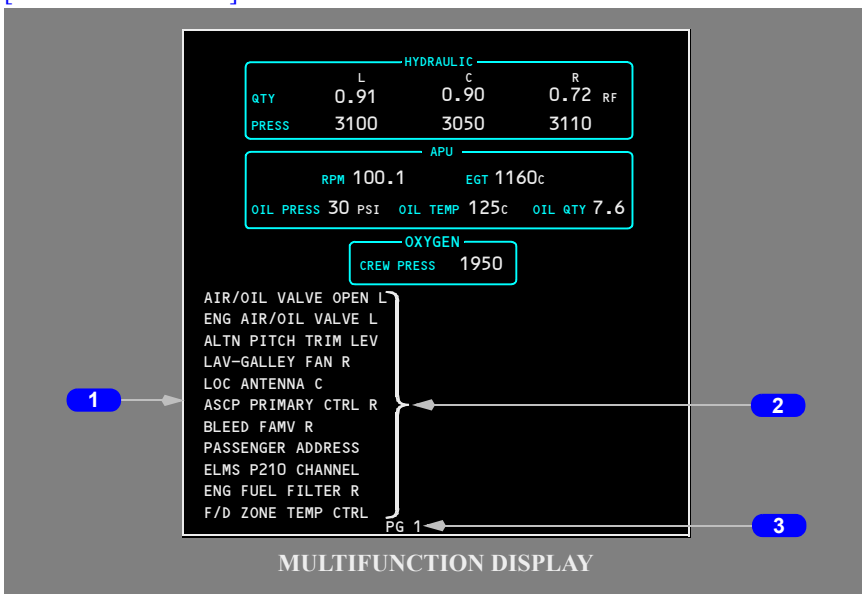 HYDRAULIC
L C R
QTY 0.91 0.90 0.72 RF
PRESS 3100 3050 3110
APU
RPM 100.1 EGT 1160c
OIL PRESS 30 PSI OIL TEMP 125c OIL QTY 7.6
OXYGEN
CREW PRESS 1950
AIR/OIL VALVE OPEN L
ENG AIR/OIL VALVE L
ALTN PITCH TRIM LEV
LAV-GALLEY FAN R
LOC ANTENNA C
1 ASCP PRIMARY CTRL R 2
BLEED FAMV R
PASSENGER ADDRESS
ELMS P210 CHANNEL
ENG FUEL FILTER R
F/D ZONE TEMP CTRL
PG 1 3
MULTIFUNCTION DISPLAY